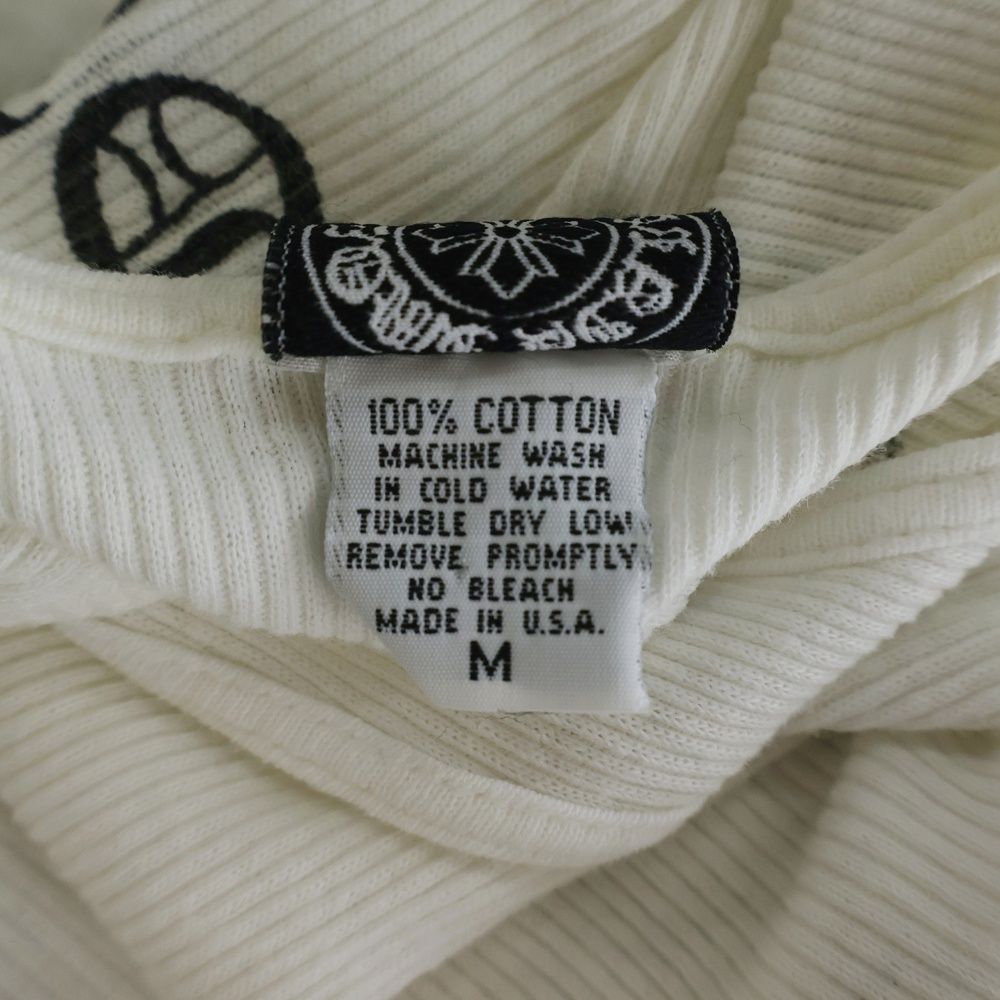 100% COTTON
MACHINE WASH
IN COLD WATER
TUMBLE DRY LOW
REMOVE PROMPTLY
NO BLEACH
MADE IN U.S.A.
M